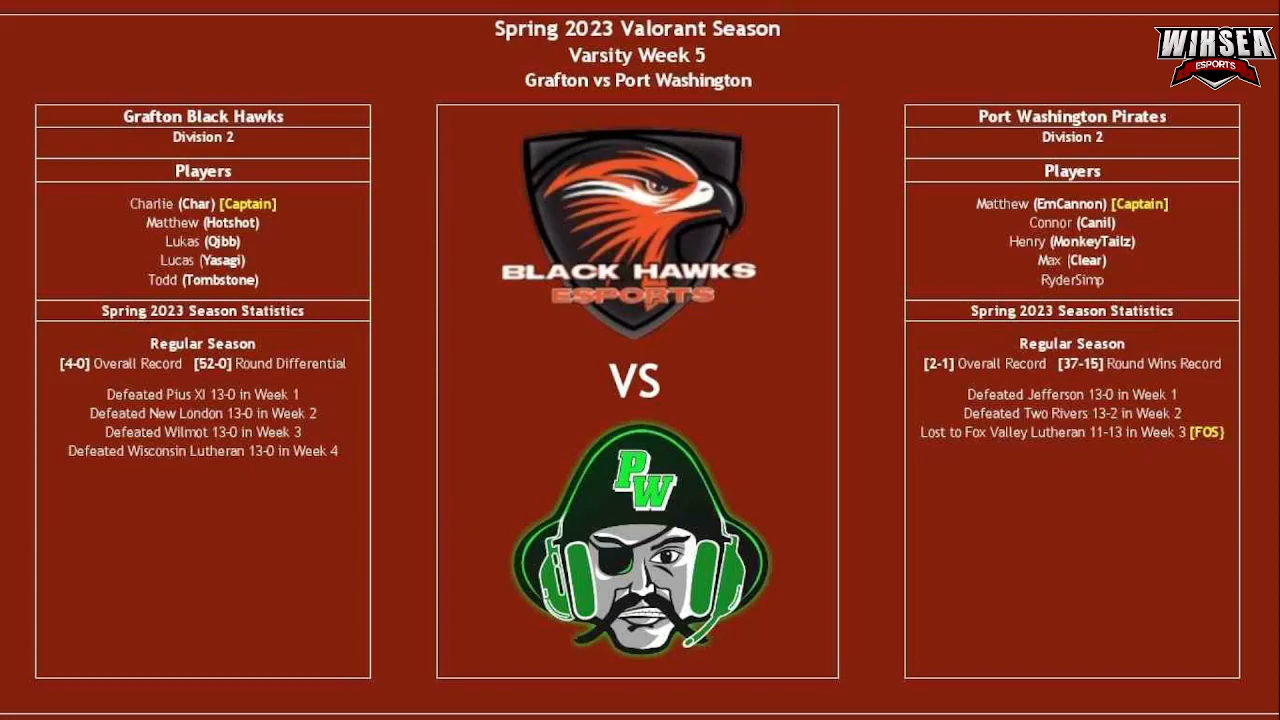 Spring 2023 Valorant Season
Varsity Week 5
Grafton vs Port Washington
WIHSEA
ESPORTS
Grafton Black Hawks
Division 2
Players
Charlie (Char) [Captain]
Matthew (Hotshot)
Lukas (Qjbb)
Lucas (Yasagi)
Todd (Tombstone)
Spring 2023 Season Statistics
Regular Season
[4-0] Overall Record [52-0] Round Differential
Defeated Pius XI 13-0 in Week 1
Defeated New London 13-0 in Week 2
Defeated Wilmot 13-0 in Week 3
Defeated Wisconsin Lutheran 13-0 in Week 4
BLACK HAWKS
ESPORTS
VS
PW
Port Washington Pirates
Division 2
Players
Matthew (EmCannon) [Captain]
Connor (Canil)
Henry (MonkeyTailz)
Max (Clear)
RyderSimp
Spring 2023 Season Statistics
Regular Season
[2-1] Overall Record [37-15] Round Wins Record
Defeated Jefferson 13-0 in Week 1
Defeated Two Rivers 13-2 in Week 2
Lost to Fox Valley Lutheran 11-13 in Week 3 [FOS}